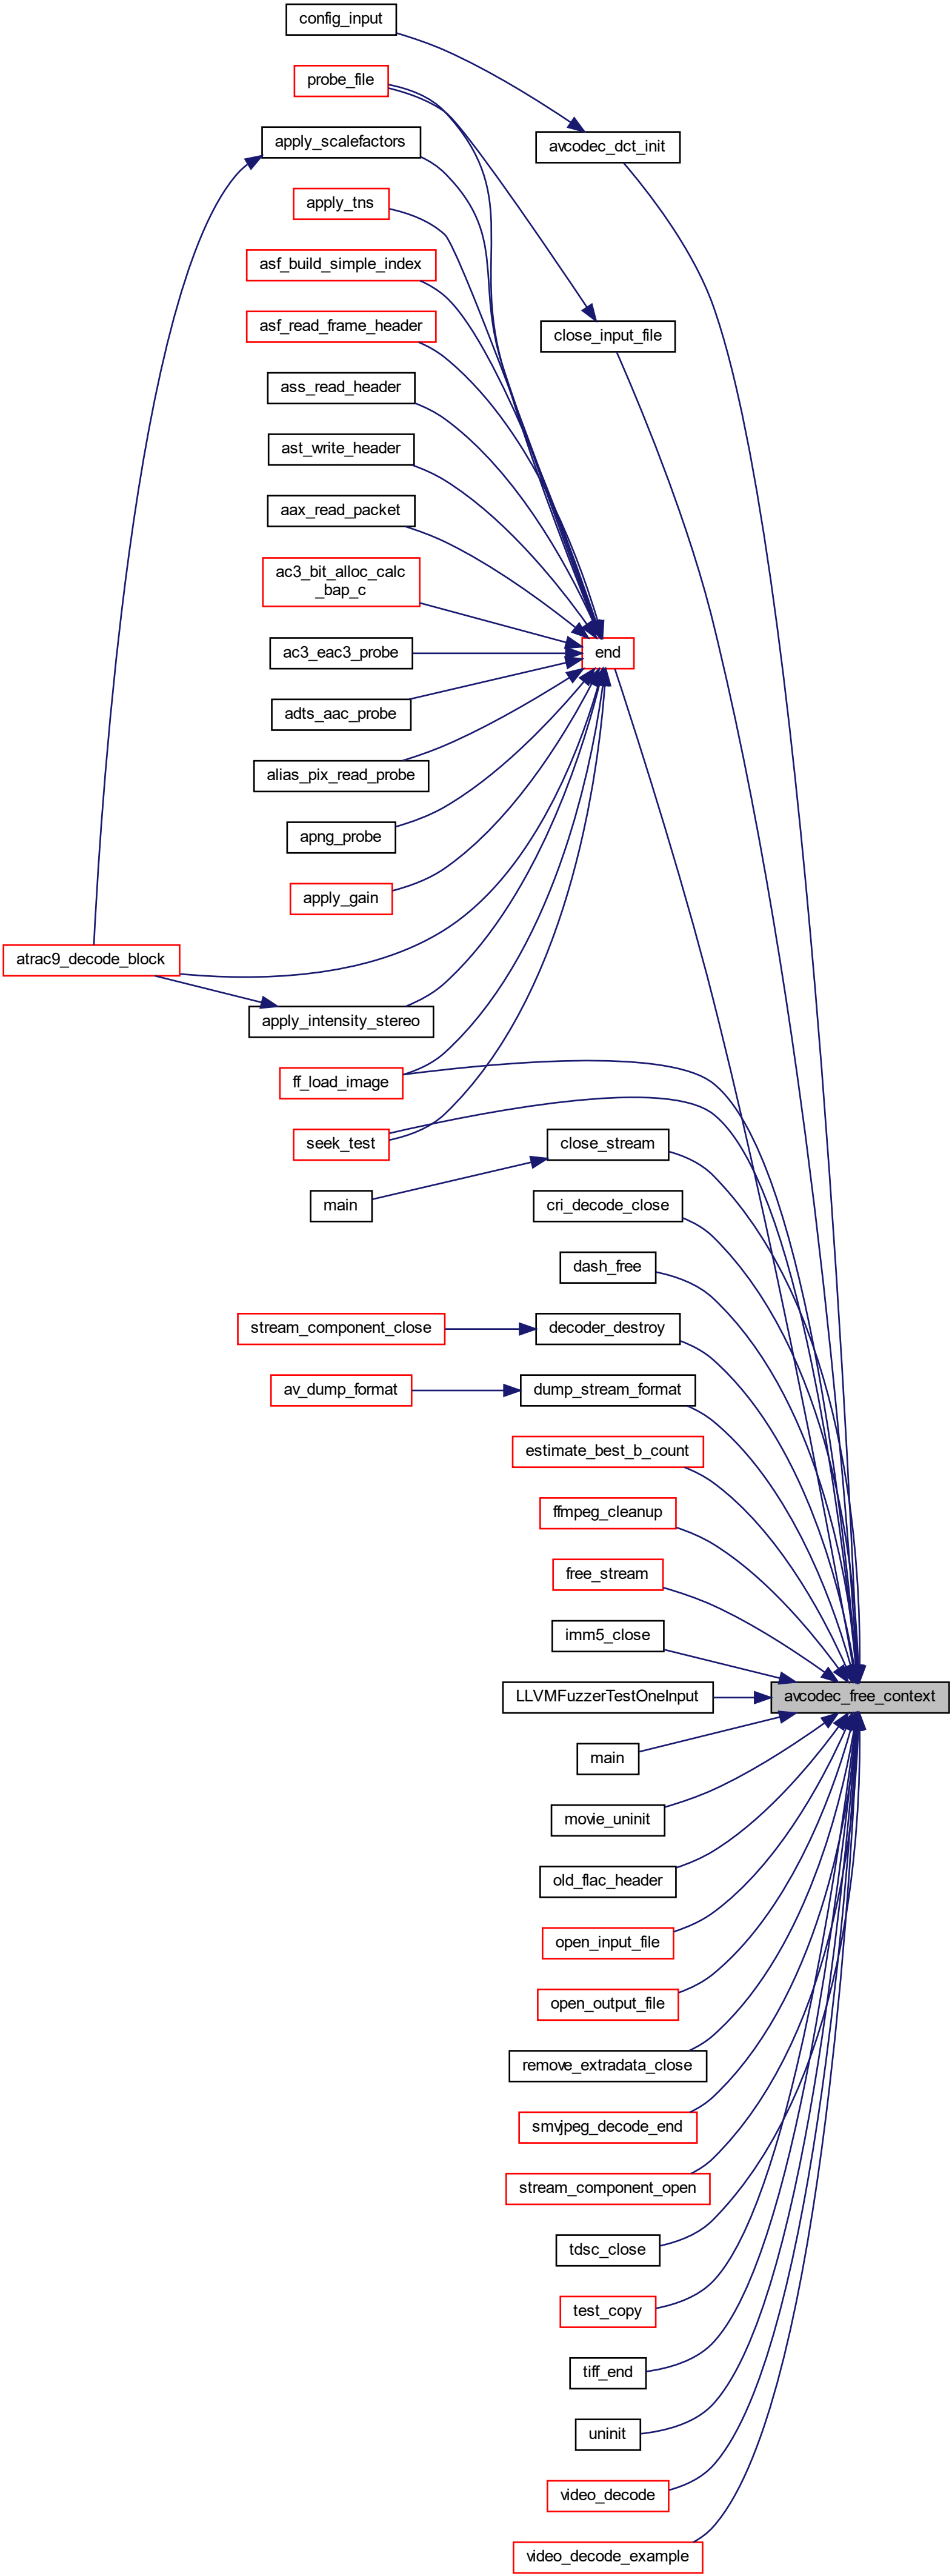 config_input
probe_file
apply_scalefactors
avcodec_dct_init
apply_tns
asf_build_simple_index
asf_read_frame_header
close_input_file
ass_read_header
ast_write_header
aax_read_packet
ac3_bit_alloc_calc
_bap_c
ac3_eac3_probe
end
adts_aac_probe
alias_pix_read_probe
apng_probe
apply_gain
atrac9_decode_block
apply_intensity_stereo
ff_load_image
seek_test
close_stream
main
cri_decode_close
dash_free
stream_component_close
decoder_destroy
av_dump_format
dump_stream_format
estimate_best_b_count
ffmpeg_cleanup
free_stream
imm5_close
LLVMFuzzerTestOneInput
avcodec_free_context
main
movie_uninit
old_flac_header
open_input_file
open_output_file
remove_extradata_close
smvjpeg_decode_end
stream_component_open
tdsc_close
test_copy
tiff_end
uninit
video_decode
video_decode_example